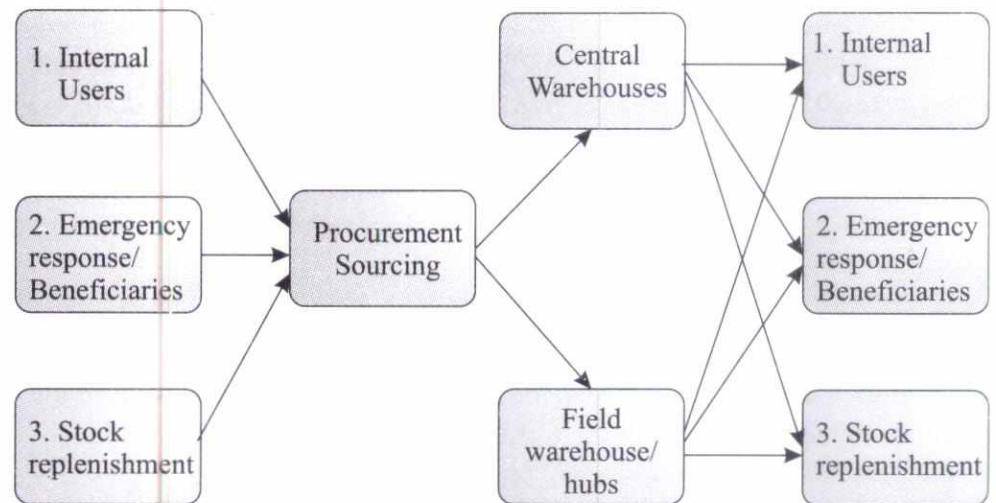 1. Internal
Users
2. Emergency
response/
Beneficiaries
3. Stock
replenishment
Procurement
Sourcing
Central
Warehouses
Field
warehouse/
hubs
1. Internal
Users
2. Emergency
response/
Beneficiaries
3. Stock
replenishment